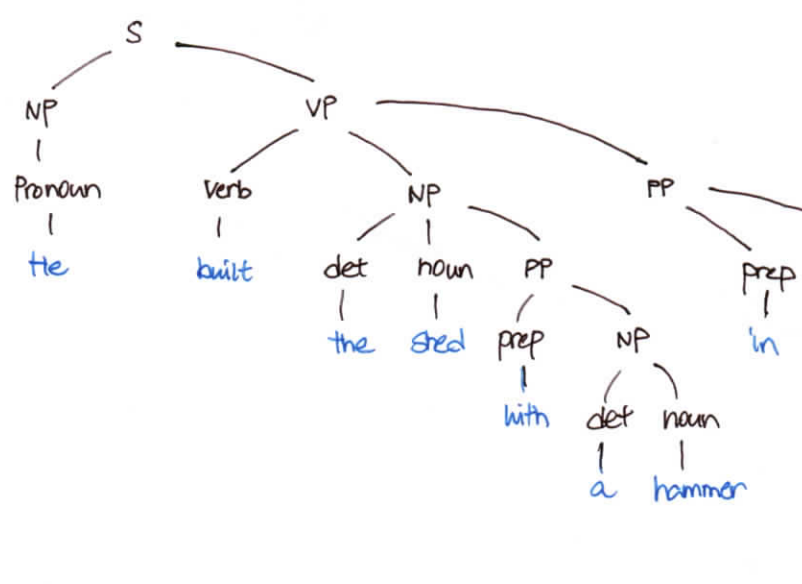 S
NP VP
Pronoun Verb NP PP
He built det noun PP prep
the shed prep NP in
with det noun
a hammer